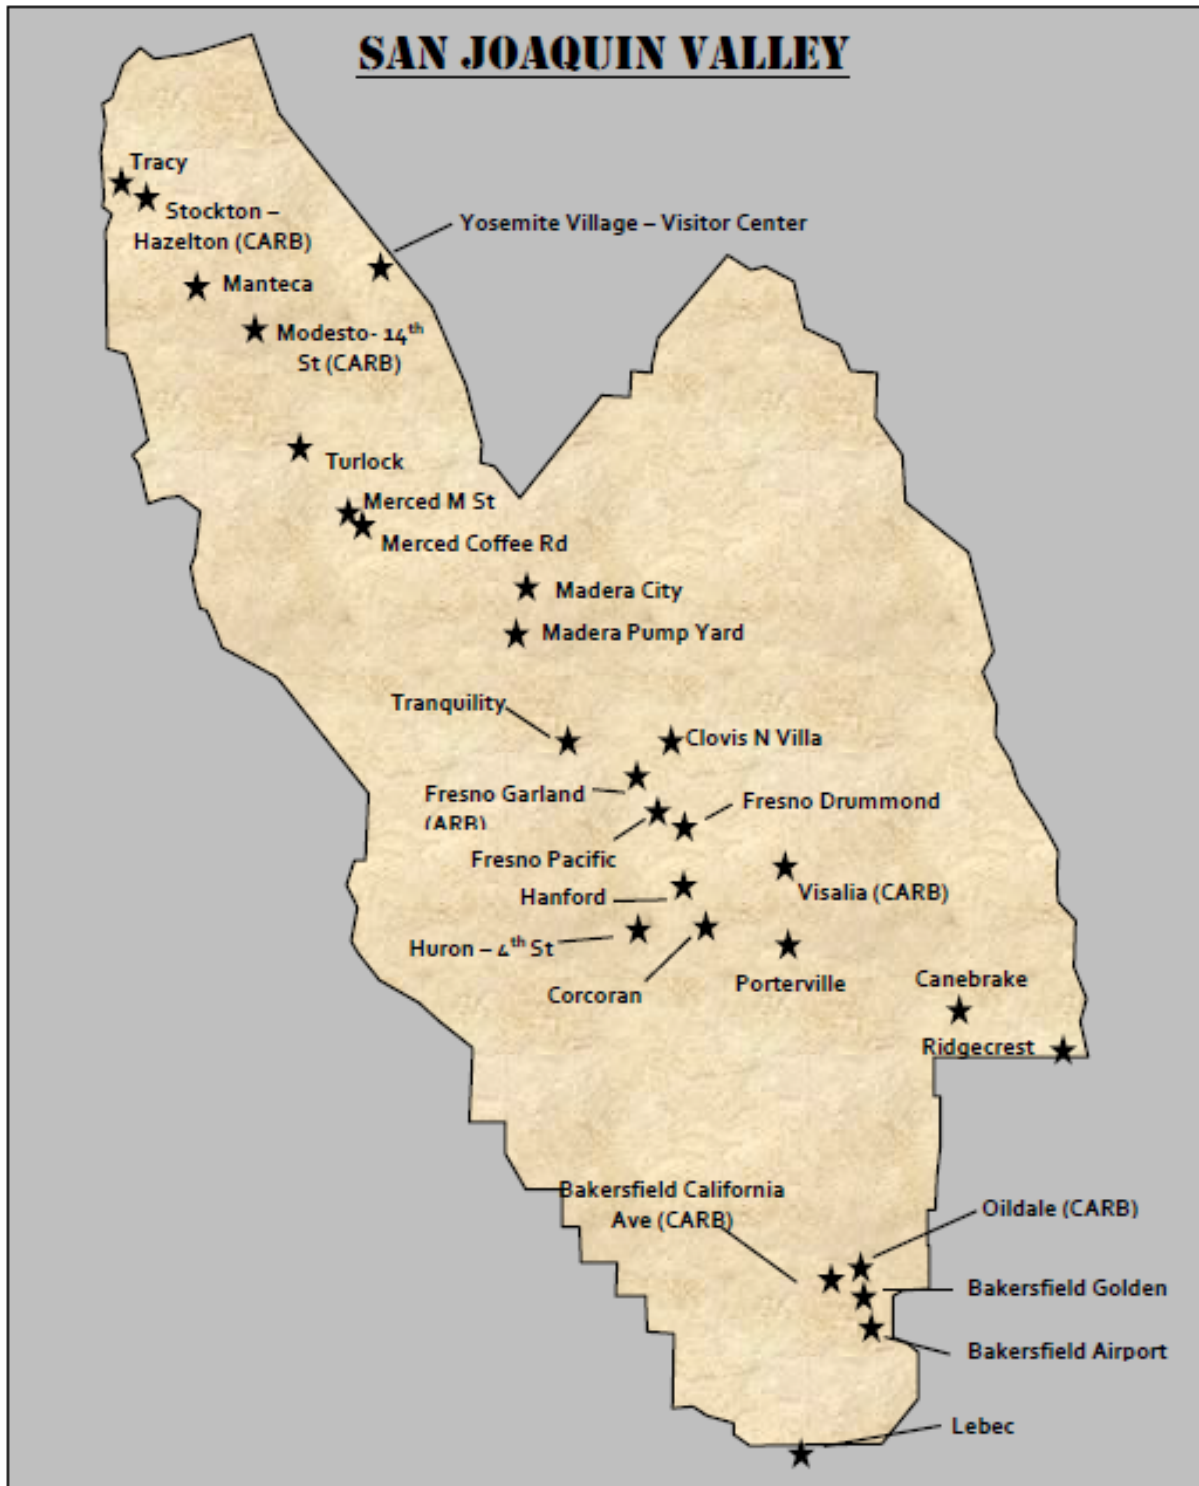 SAN JOAQUIN VALLEY
Tracy
Stockton –
Hazelton (CARB)
Yosemite Village – Visitor Center
Manteca
Modesto- 14th
St (CARB)
Turlock
Merced M St
Merced Coffee Rd
Madera City
Madera Pump Yard
Tranquility
Clovis N Villa
Fresno Garland
(ARB)
Fresno Drummond
Fresno Pacific
Hanford
Visalia (CARB)
Huron – 4th St
Corcoran
Porterville
Canebrake
Ridgecrest
Bakersfield California
Ave (CARB)
Oildale (CARB)
Bakersfield Golden
Bakersfield Airport
Lebec